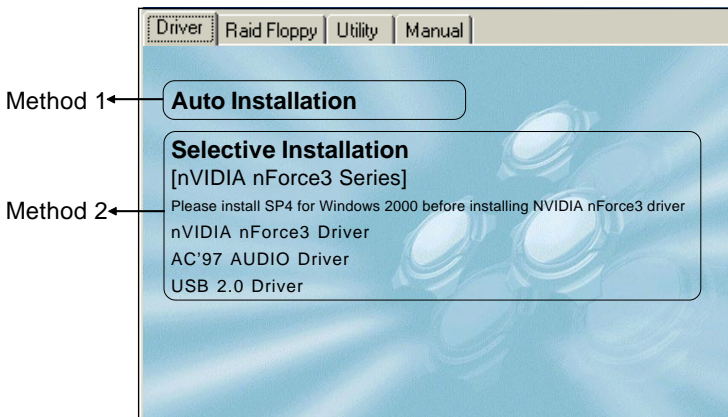 Driver Raid Floppy Utility Manual
Method 1
Auto Installation
Method 2
Selective Installation
[nVIDIA nForce3 Series]
Please install SP4 for Windows 2000 before installing NVIDIA nForce3 driver
nVIDIA nForce3 Driver
AC'97 AUDIO Driver
USB 2.0 Driver